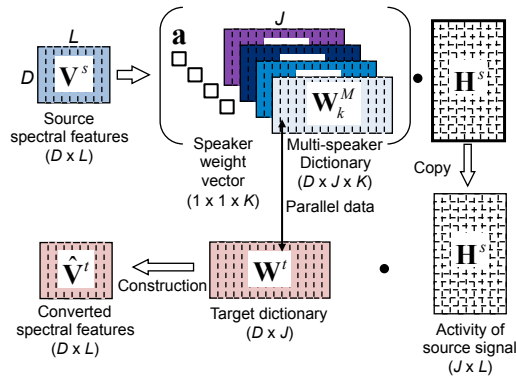 L
D
V^s
Source
spectral features
(D x L)
a
J
W_k^M
Speaker
weight
vector
(1 x 1 x K)
Multi-speaker
Dictionary
(D x J x K)
H^s
Copy
Parallel data
V̂^t
Construction
W^t
H^s
Converted
spectral features
(D x L)
Target dictionary
(D x J)
Activity of
source signal
(J x L)